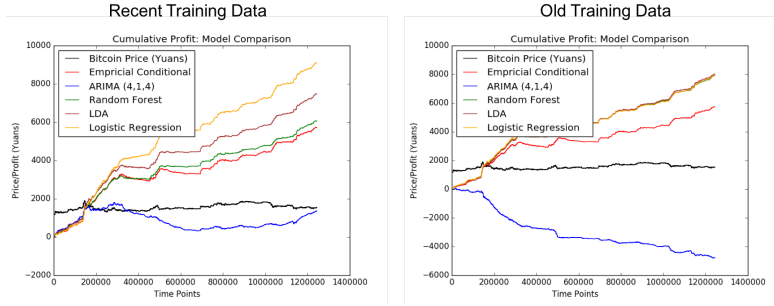 Recent Training Data
Cumulative Profit: Model Comparison
10000
8000
6000
4000
2000
0
−2000
Price/Profit (Yuans)
Bitcoin Price (Yuans)
Empricial Conditional
ARIMA (4,1,4)
Random Forest
LDA
Logistic Regression
0
200000
400000
600000
800000
1000000
1200000
1400000
Time Points
Old Training Data
Cumulative Profit: Model Comparison
10000
8000
6000
4000
2000
0
−2000
−4000
−6000
Price/Profit (Yuans)
Bitcoin Price (Yuans)
Empricial Conditional
ARIMA (4,1,4)
Random Forest
LDA
Logistic Regression
0
200000
400000
600000
800000
1000000
1200000
1400000
Time Points